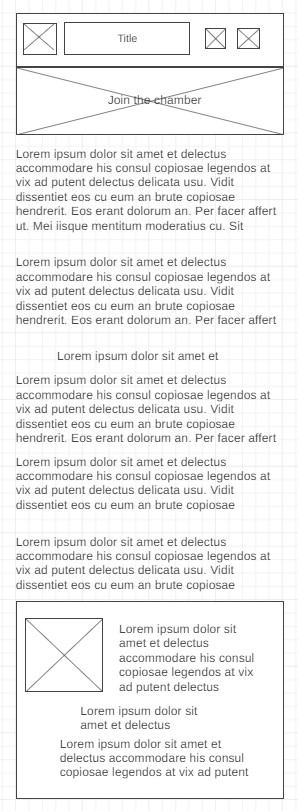 Title
Join the chamber
Lorem ipsum dolor sit amet et delectus
accommodare his consul copiosae legendos at
vix ad putent delectus delicata usu. Vidit
dissentiet eos cu eum an brute copiosae
hendrerit. Eos erant dolorum an. Per facer affert
ut. Mei iisque mentitum moderatius cu. Sit
Lorem ipsum dolor sit amet et delectus
accommodare his consul copiosae legendos at
vix ad putent delectus delicata usu. Vidit
dissentiet eos cu eum an brute copiosae
hendrerit. Eos erant dolorum an. Per facer affert
Lorem ipsum dolor sit amet et
Lorem ipsum dolor sit amet et delectus
accommodare his consul copiosae legendos at
vix ad putent delectus delicata usu. Vidit
dissentiet eos cu eum an brute copiosae
hendrerit. Eos erant dolorum an. Per facer affert
Lorem ipsum dolor sit amet et delectus
accommodare his consul copiosae legendos at
vix ad putent delectus delicata usu. Vidit
dissentiet eos cu eum an brute copiosae
Lorem ipsum dolor sit amet et delectus
accommodare his consul copiosae legendos at
vix ad putent delectus delicata usu. Vidit
dissentiet eos cu eum an brute copiosae
Lorem ipsum dolor sit
amet et delectus
accommodare his consul
copiosae legendos at vix
ad putent delectus
Lorem ipsum dolor sit
amet et delectus
Lorem ipsum dolor sit amet et
delectus accommodare his consul
copiosae legendos at vix ad putent